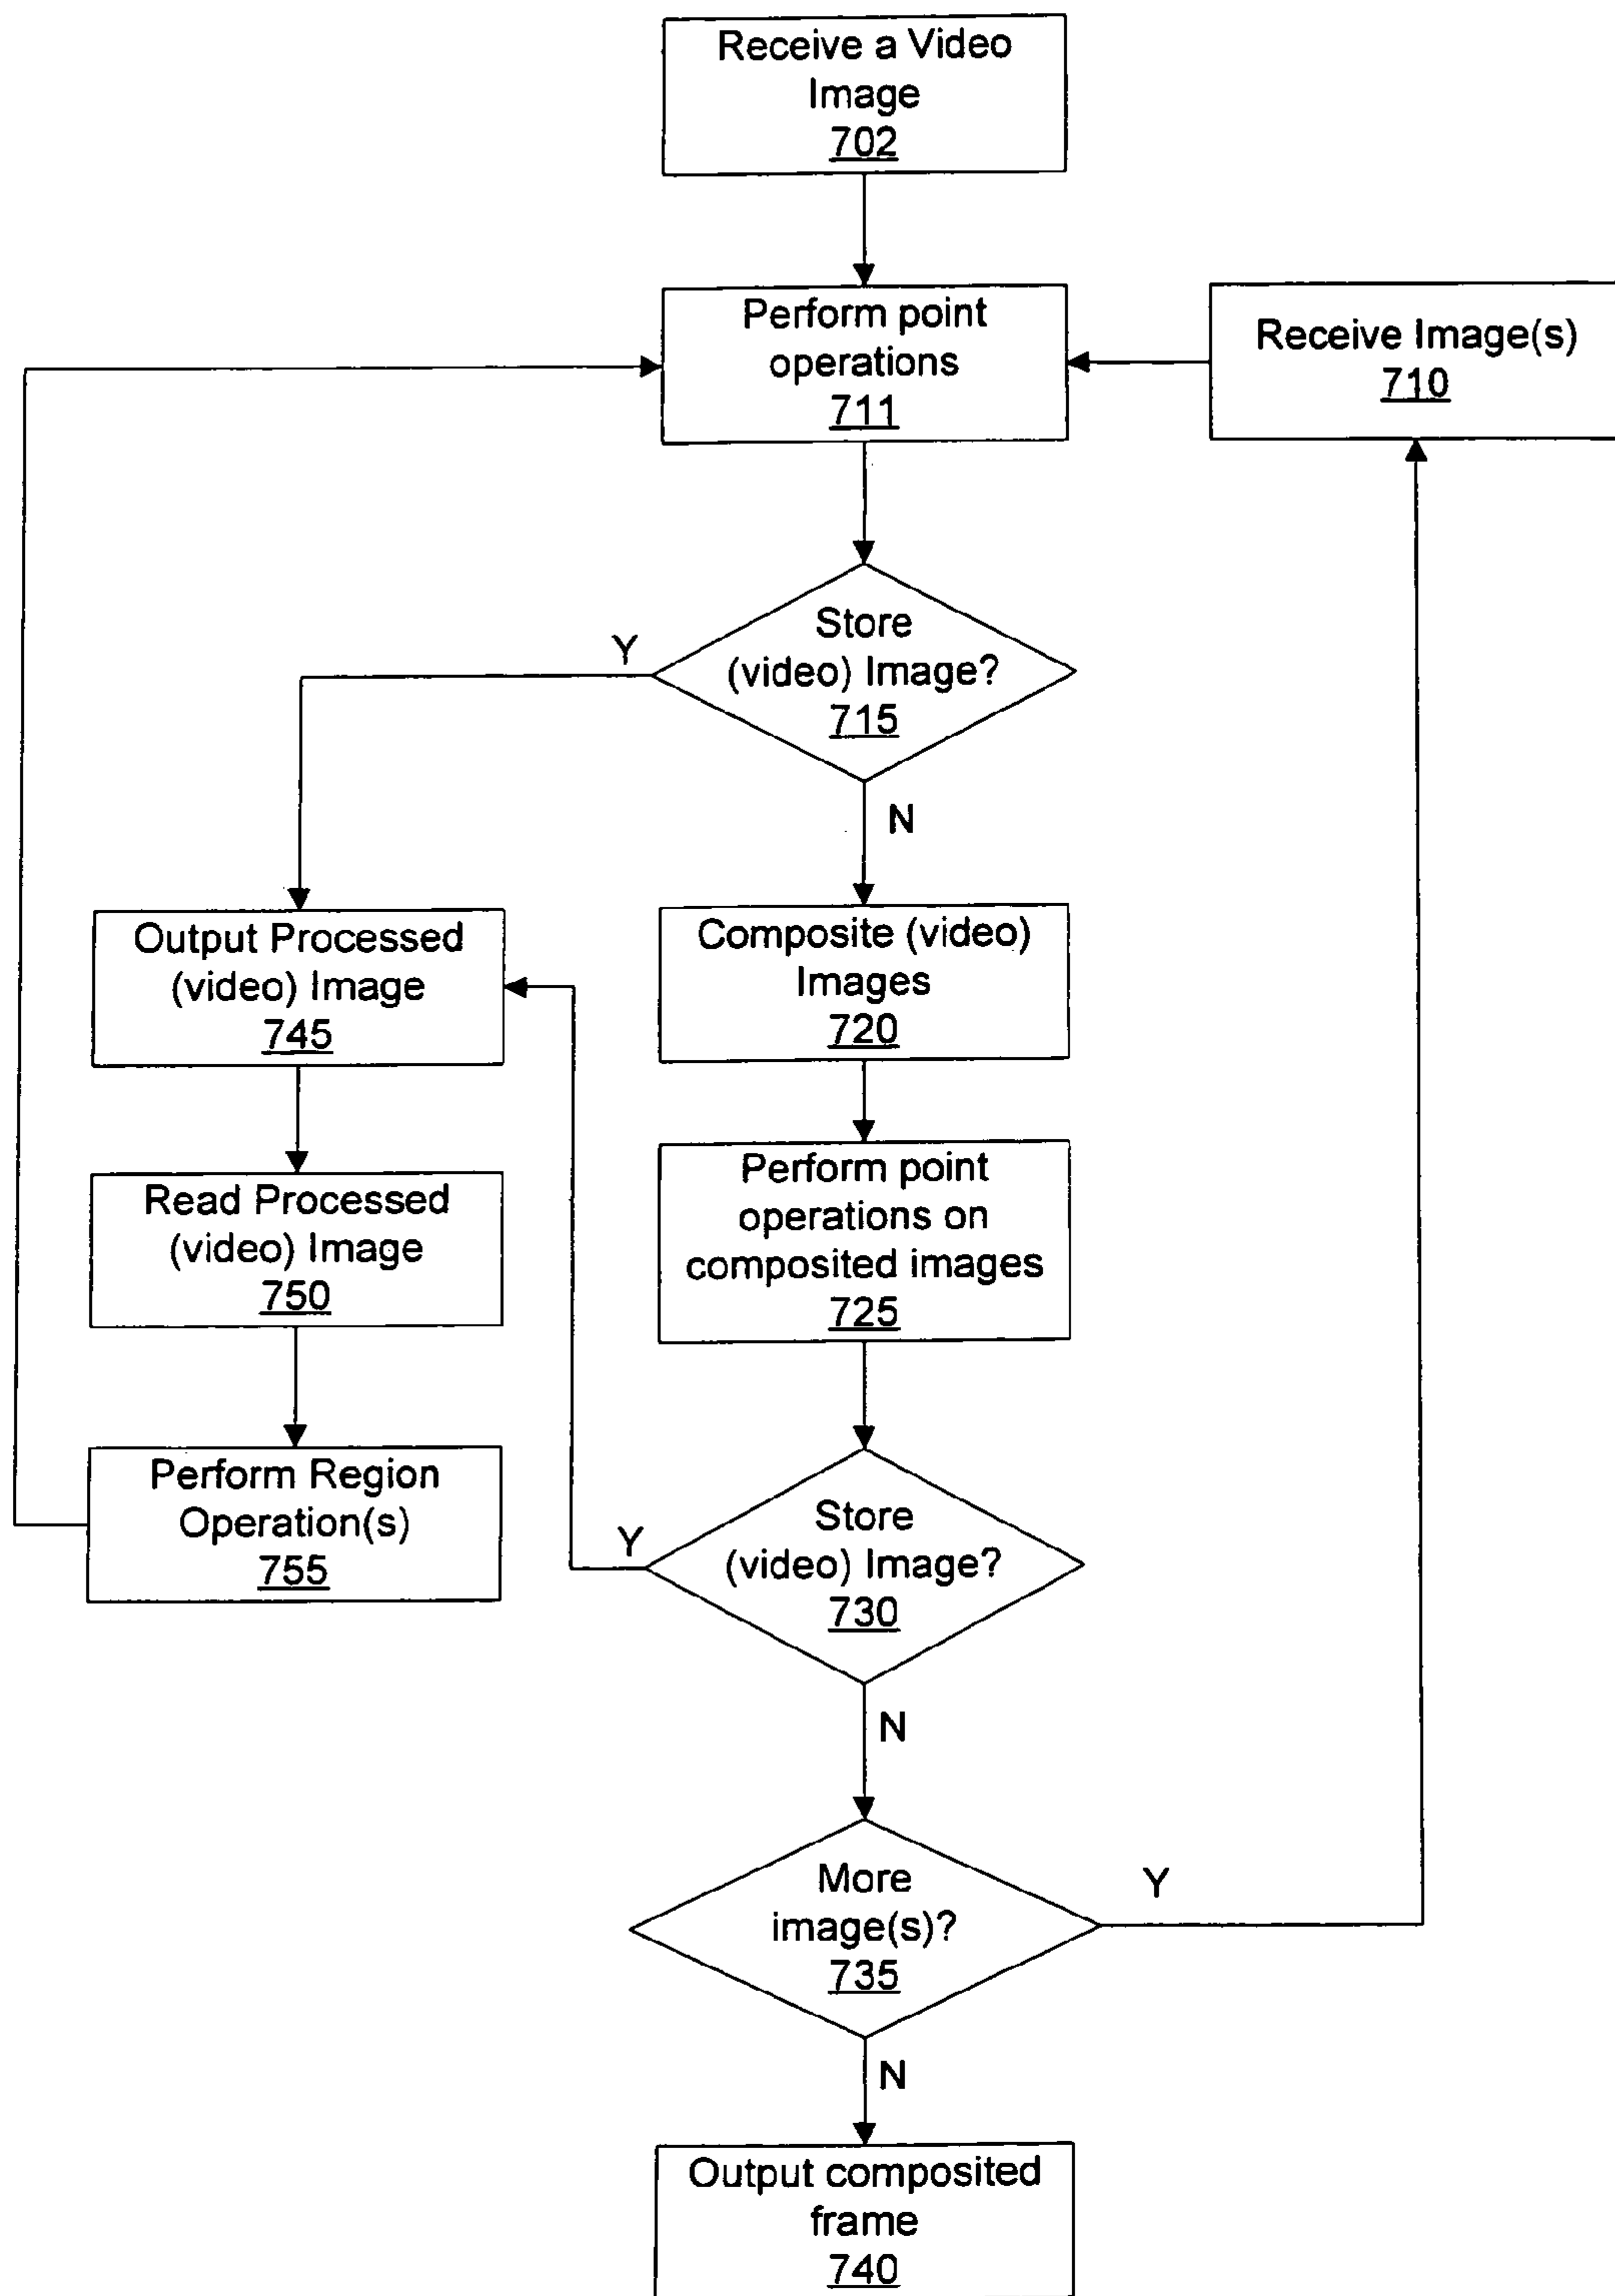 Receive a Video
Image
702
Perform point
operations
711
Receive Image(s)
710
Store
(video) Image?
715
Y
N
Output Processed
(video) Image
745
Composite (video)
Images
720
Read Processed
(video) Image
750
Perform point
operations on
composited images
725
Perform Region
Operation(s)
755
Store
(video) Image?
730
Y
N
More
image(s)?
735
Y
N
Output composited
frame
740